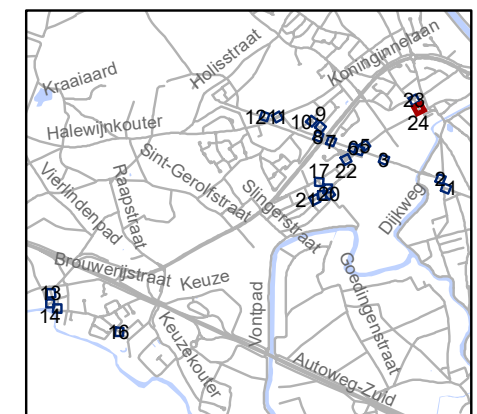 Koninginnelaan
Holisstraat
Kraaiaard
23
24
12
11
9
10
Halewijnkouter
8
7
6
5
3
Sint-Gerolfstraat
22
17
2
1
Vierlindenpad
Raapstraat
Slingerstraat
20
21
Dijkweg
Brouwerijstraat
Keuze
Goedingenstraat
13
14
Vontpad
16
Keuzekouter
Autoweg-Zuid